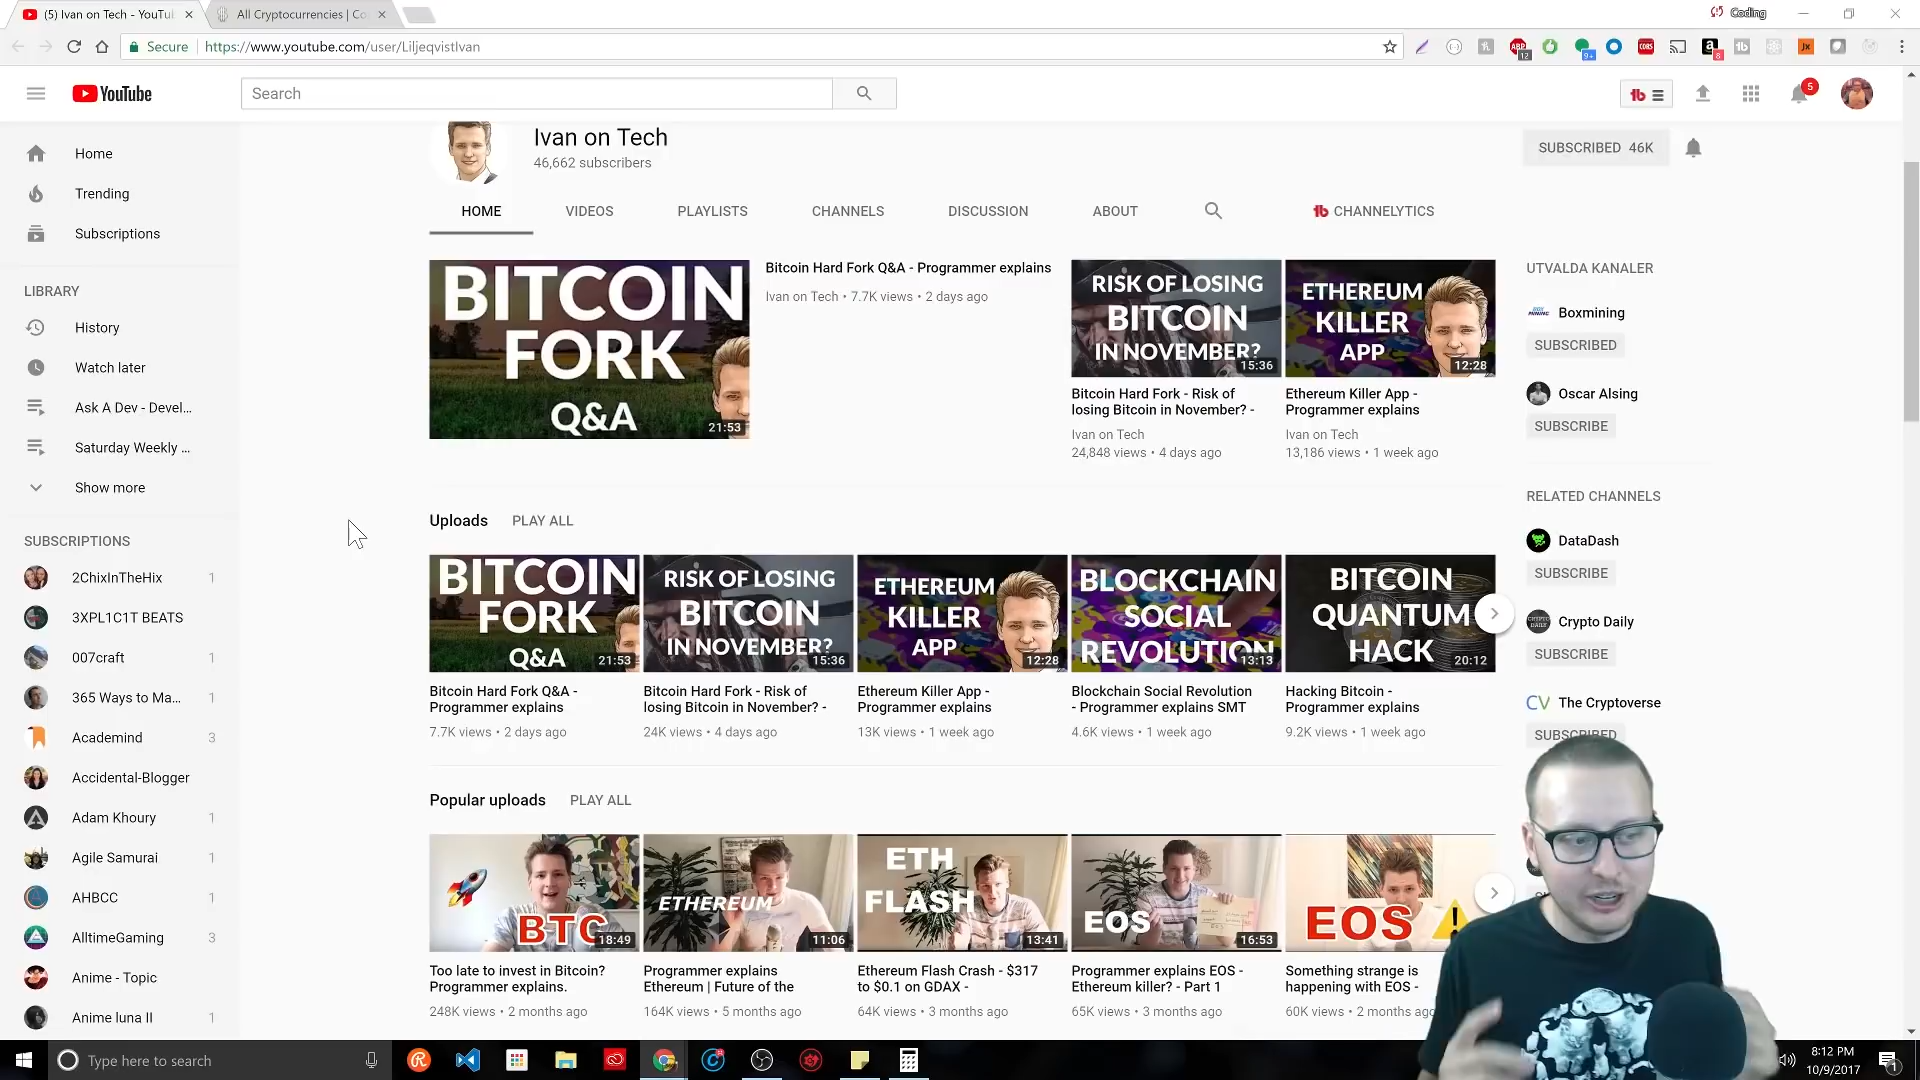 (5) Ivan on Tech - YouTu
All Cryptocurrencies | Co
Coding
Secure
https://www.youtube.com/user/LiljeqvistIvan
YouTube
Search
5
Home
Trending
Subscriptions
LIBRARY
History
Watch later
Ask A Dev - Devel...
Saturday Weekly ...
Show more
SUBSCRIPTIONS
2ChixInTheHix 1
3XPL1C1T BEATS
007craft 1
365 Ways to Ma... 1
Academind 3
Accidental-Blogger
Adam Khoury 1
Agile Samurai 1
AHBCC 1
AlltimeGaming 3
Anime - Topic
Anime luna II 1
Ivan on Tech
46,662 subscribers
SUBSCRIBED 46K
HOME
VIDEOS
PLAYLISTS
CHANNELS
DISCUSSION
ABOUT
CHANNELYTICS
BITCOIN
FORK
Q&A
21:53
Bitcoin Hard Fork Q&A - Programmer explains
Ivan on Tech • 7.7K views • 2 days ago
RISK OF LOSING
BITCOIN
IN NOVEMBER?
15:36
Bitcoin Hard Fork - Risk of
losing Bitcoin in November? -
Ivan on Tech
24,848 views • 4 days ago
ETHEREUM
KILLER
APP
12:28
Ethereum Killer App -
Programmer explains
Ivan on Tech
13,186 views • 1 week ago
Uploads PLAY ALL
BITCOIN
FORK
Q&A
21:53
Bitcoin Hard Fork Q&A -
Programmer explains
7.7K views • 2 days ago
RISK OF LOSING
BITCOIN
IN NOVEMBER?
15:36
Bitcoin Hard Fork - Risk of
losing Bitcoin in November? -
24K views • 4 days ago
ETHEREUM
KILLER
APP
12:28
Ethereum Killer App -
Programmer explains
13K views • 1 week ago
BLOCKCHAIN
SOCIAL
REVOLUTION
13:13
Blockchain Social Revolution
- Programmer explains SMT
4.6K views • 1 week ago
BITCOIN
QUANTUM
HACK
20:12
Hacking Bitcoin -
Programmer explains
9.2K views • 1 week ago
Popular uploads PLAY ALL
BTC
18:49
Too late to invest in Bitcoin?
Programmer explains.
248K views • 2 months ago
ETHEREUM
11:06
Programmer explains
Ethereum | Future of the
164K views • 5 months ago
ETH
FLASH
13:41
Ethereum Flash Crash - $317
to $0.1 on GDAX -
64K views • 3 months ago
EOS
16:53
Programmer explains EOS -
Ethereum killer? - Part 1
65K views • 3 months ago
EOS
Something strange is
happening with EOS -
60K views • 2 months ago
UTVALDA KANALER
Boxmining
SUBSCRIBED
Oscar Alsing
SUBSCRIBE
RELATED CHANNELS
DataDash
SUBSCRIBE
Crypto Daily
SUBSCRIBE
CV The Cryptoverse
SUBSCRIBED
Type here to search
8:12 PM
10/9/2017